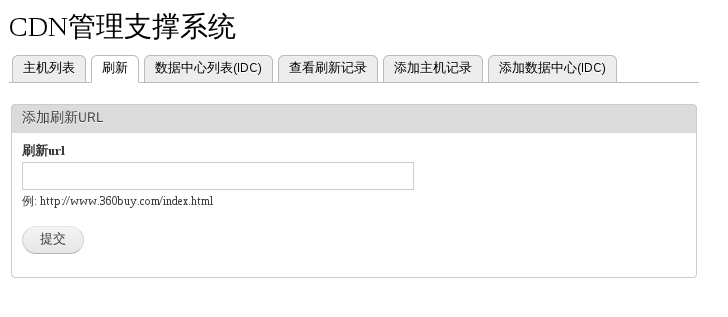 CDN管理支撑系统
主机列表 刷新 数据中心列表(IDC) 查看刷新记录 添加主机记录 添加数据中心(IDC)
添加刷新URL
刷新url
例: http://www.360buy.com/index.html
提交